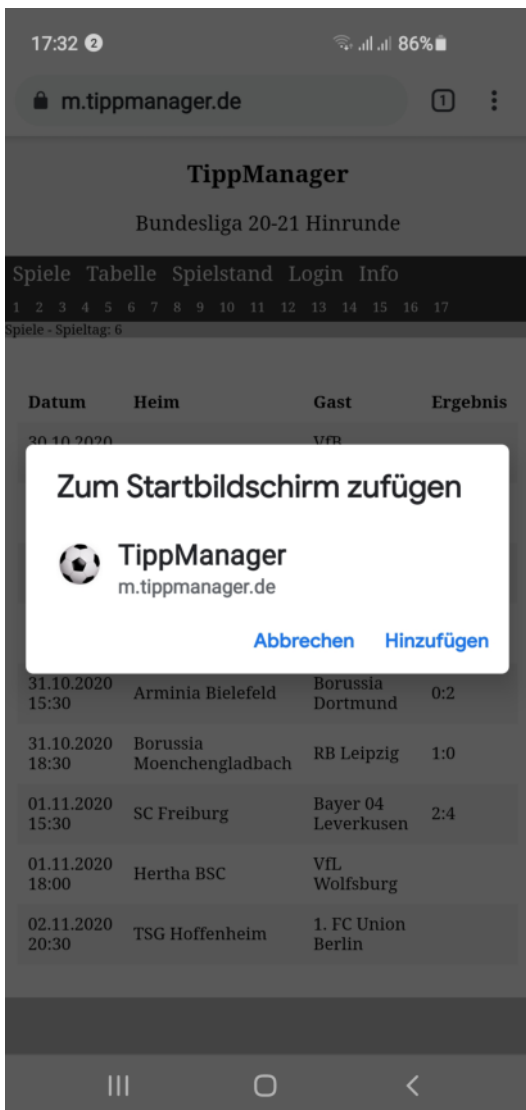 17:32 2 86%
m.tippmanager.de 1
TippManager
Bundesliga 20-21 Hinrunde
Spiele Tabelle Spielstand Login Info
1 2 3 4 5 6 7 8 9 10 11 12 13 14 15 16 17
Spiele - Spieltag: 6
Datum Heim Gast Ergebnis
30.10.2020 VfB
Zum Startbildschirm zufügen
TippManager
m.tippmanager.de
Abbrechen Hinzufügen
31.10.2020 Borussia
15:30 Arminia Bielefeld Dortmund 0:2
31.10.2020 Borussia
18:30 Moenchengladbach RB Leipzig 1:0
01.11.2020 Bayer 04
15:30 SC Freiburg Leverkusen 2:4
01.11.2020 VfL
18:00 Hertha BSC Wolfsburg
02.11.2020 1. FC Union
20:30 TSG Hoffenheim Berlin